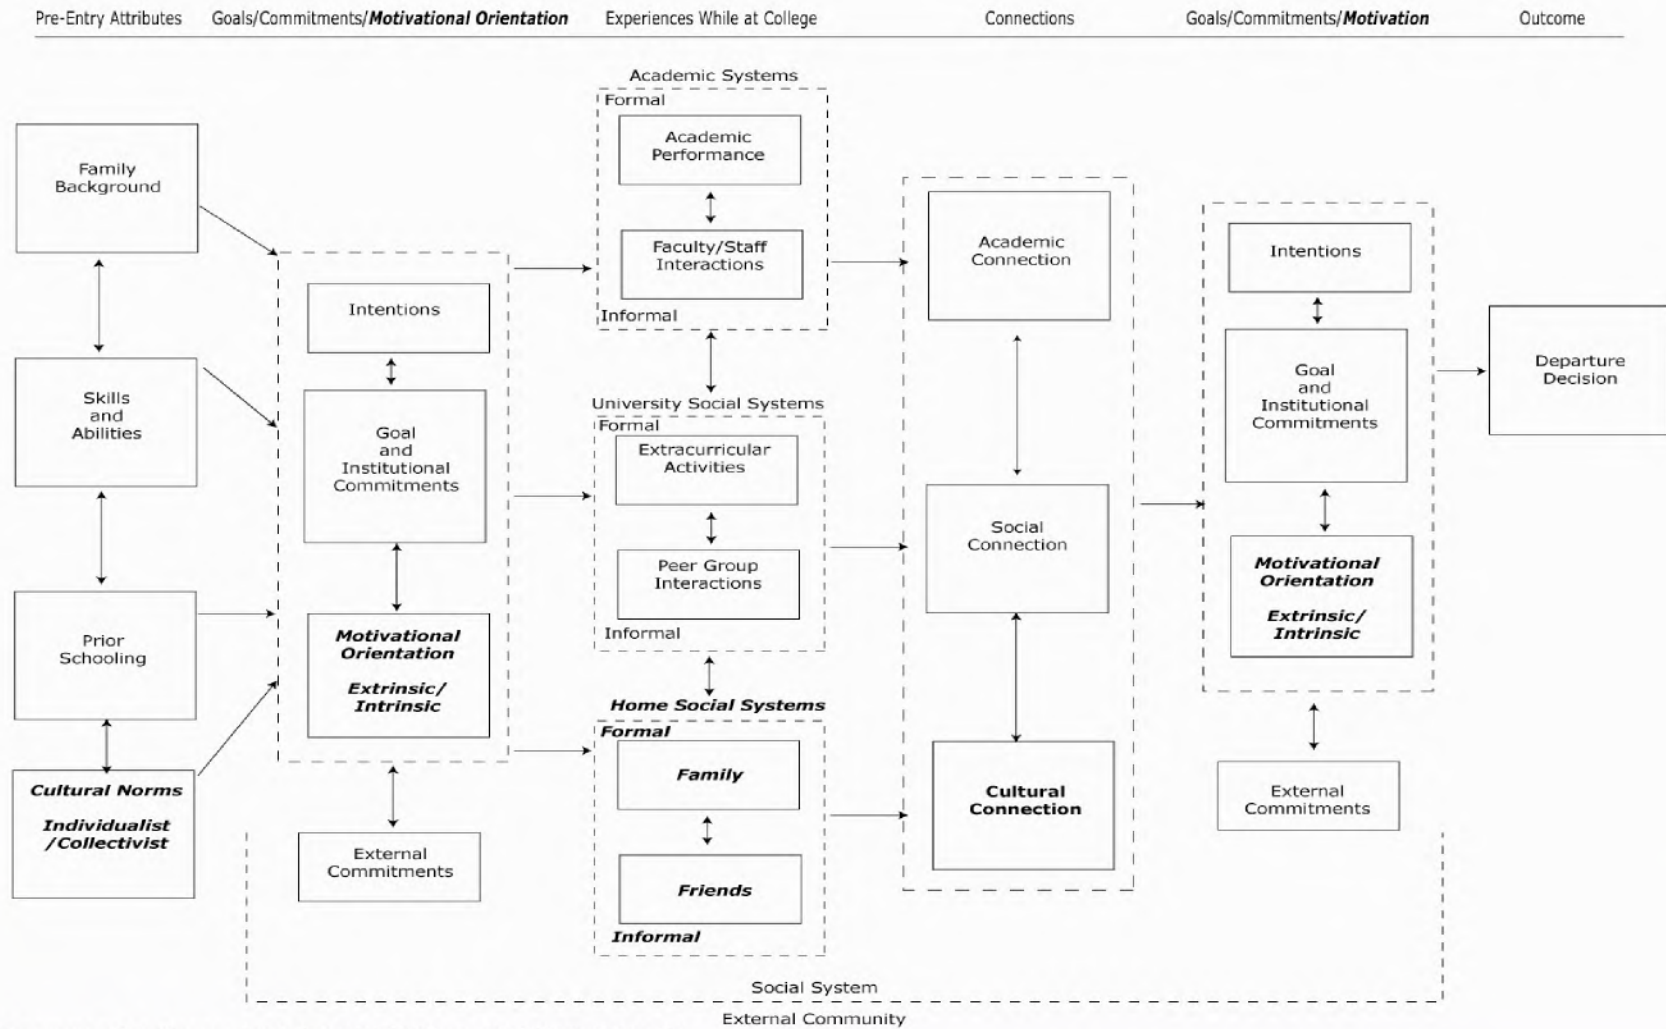 Pre-Entry Attributes
Goals/Commitments/Motivational Orientation
Experiences While at College
Connections
Goals/Commitments/Motivation
Outcome
Family
Background
Skills
and
Abilities
Prior
Schooling
Cultural Norms
Individualist
/Collectivist
Intentions
Goal
and
Institutional
Commitments
Motivational
Orientation
Extrinsic/
Intrinsic
External
Commitments
Academic Systems
Formal
Academic
Performance
Faculty/Staff
Interactions
Informal
University Social Systems
Formal
Extracurricular
Activities
Peer Group
Interactions
Informal
Home Social Systems
Formal
Family
Friends
Informal
Academic
Connection
Social
Connection
Cultural
Connection
Intentions
Goal
and
Institutional
Commitments
Motivational
Orientation
Extrinsic/
Intrinsic
External
Commitments
Departure
Decision
Social System
External Community